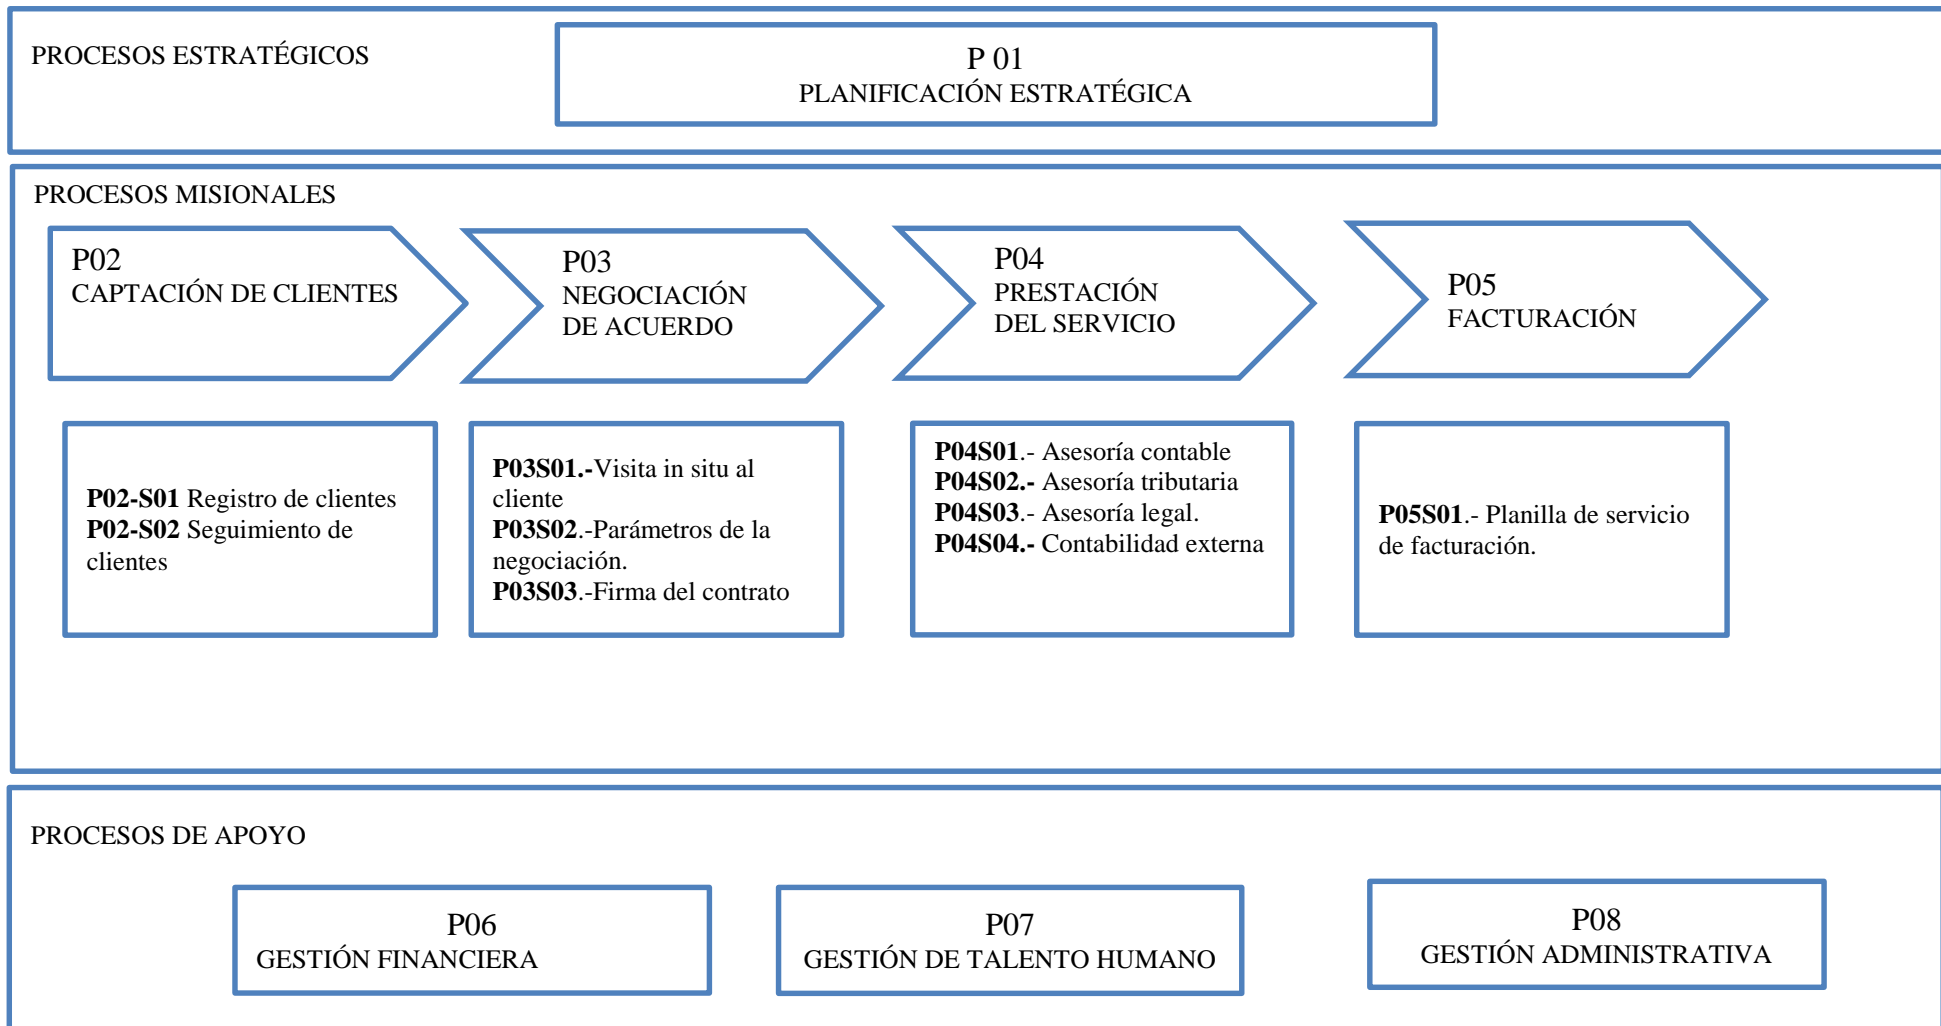 PROCESOS ESTRATÉGICOS
P 01
PLANIFICACIÓN ESTRATÉGICA
PROCESOS MISIONALES
P02
CAPTACIÓN DE CLIENTES
P03
NEGOCIACIÓN
DE ACUERDO
P04
PRESTACIÓN
DEL SERVICIO
P05
FACTURACIÓN
P02-S01 Registro de clientes
P02-S02 Seguimiento de
clientes
P03S01.-Visita in situ al
cliente
P03S02.-Parámetros de la
negociación.
P03S03.-Firma del contrato
P04S01.- Asesoría contable
P04S02.- Asesoría tributaria
P04S03.- Asesoría legal.
P04S04.- Contabilidad externa
P05S01.- Planilla de servicio
de facturación.
PROCESOS DE APOYO
P06
GESTIÓN FINANCIERA
P07
GESTIÓN DE TALENTO HUMANO
P08
GESTIÓN ADMINISTRATIVA